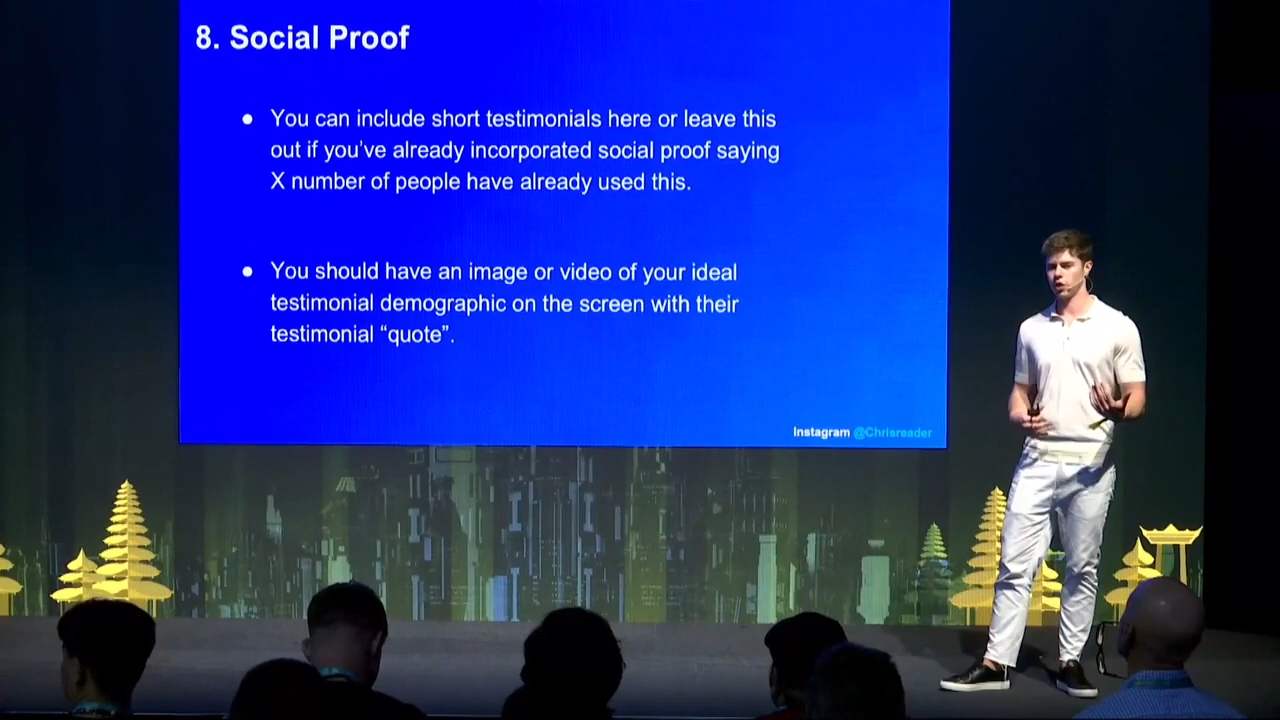 8. Social Proof
● You can include short testimonials here or leave this
out if you've already incorporated social proof saying
X number of people have already used this.
● You should have an image or video of your ideal
testimonial demographic on the screen with their
testimonial “quote”.
Instagram @Chrisreader